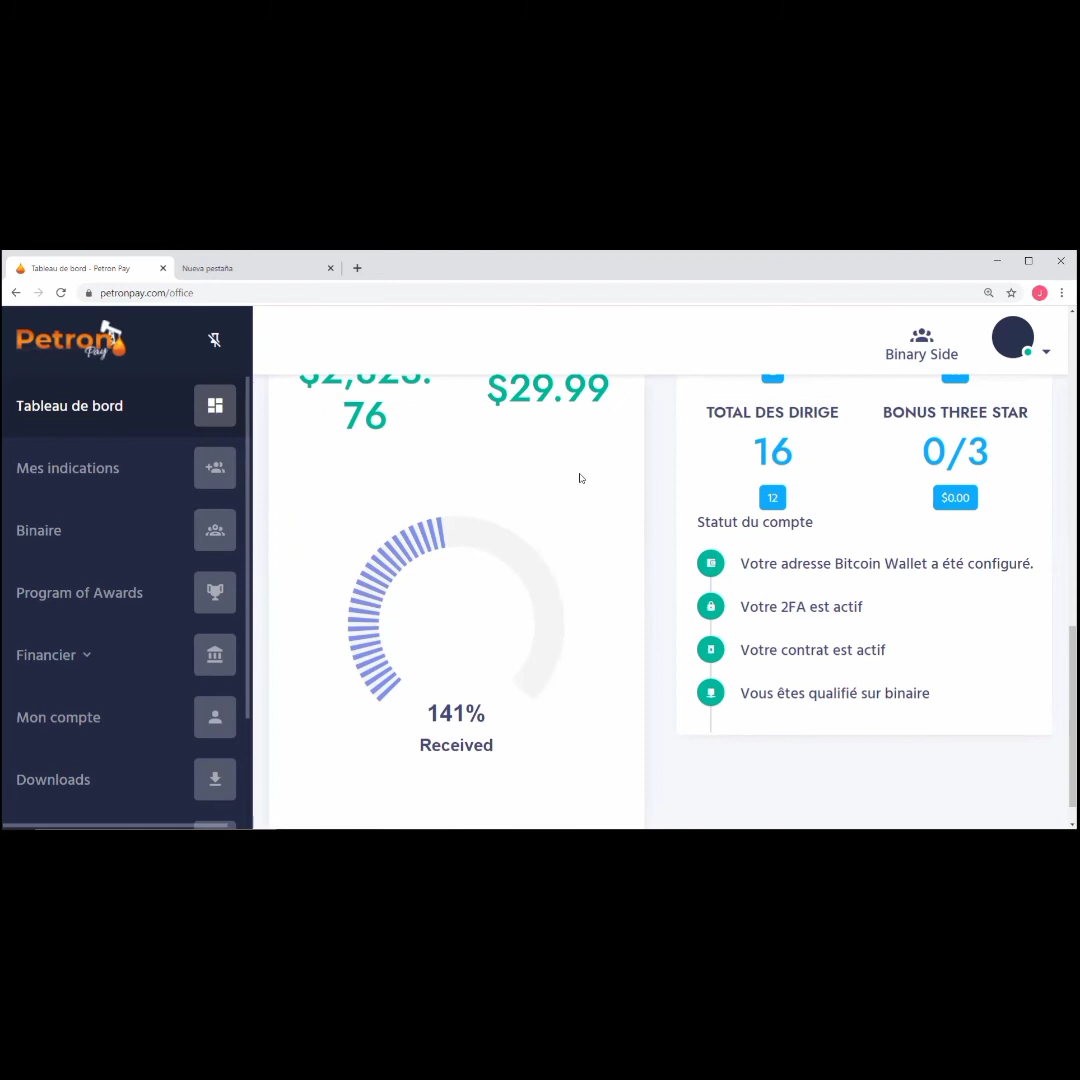 Tableau de bord - Petron Pay
Nueva pestaña
petronpay.com/office
J
Petron
Pay
Binary Side
Tableau de bord
Mes indications
Binaire
Program of Awards
Financier
Mon compte
Downloads
76
$29.99
141%
Received
TOTAL DES DIRIGE
BONUS THREE STAR
16
0/3
12
$0.00
Statut du compte
Votre adresse Bitcoin Wallet a été configuré.
Votre 2FA est actif
Votre contrat est actif
Vous êtes qualifié sur binaire